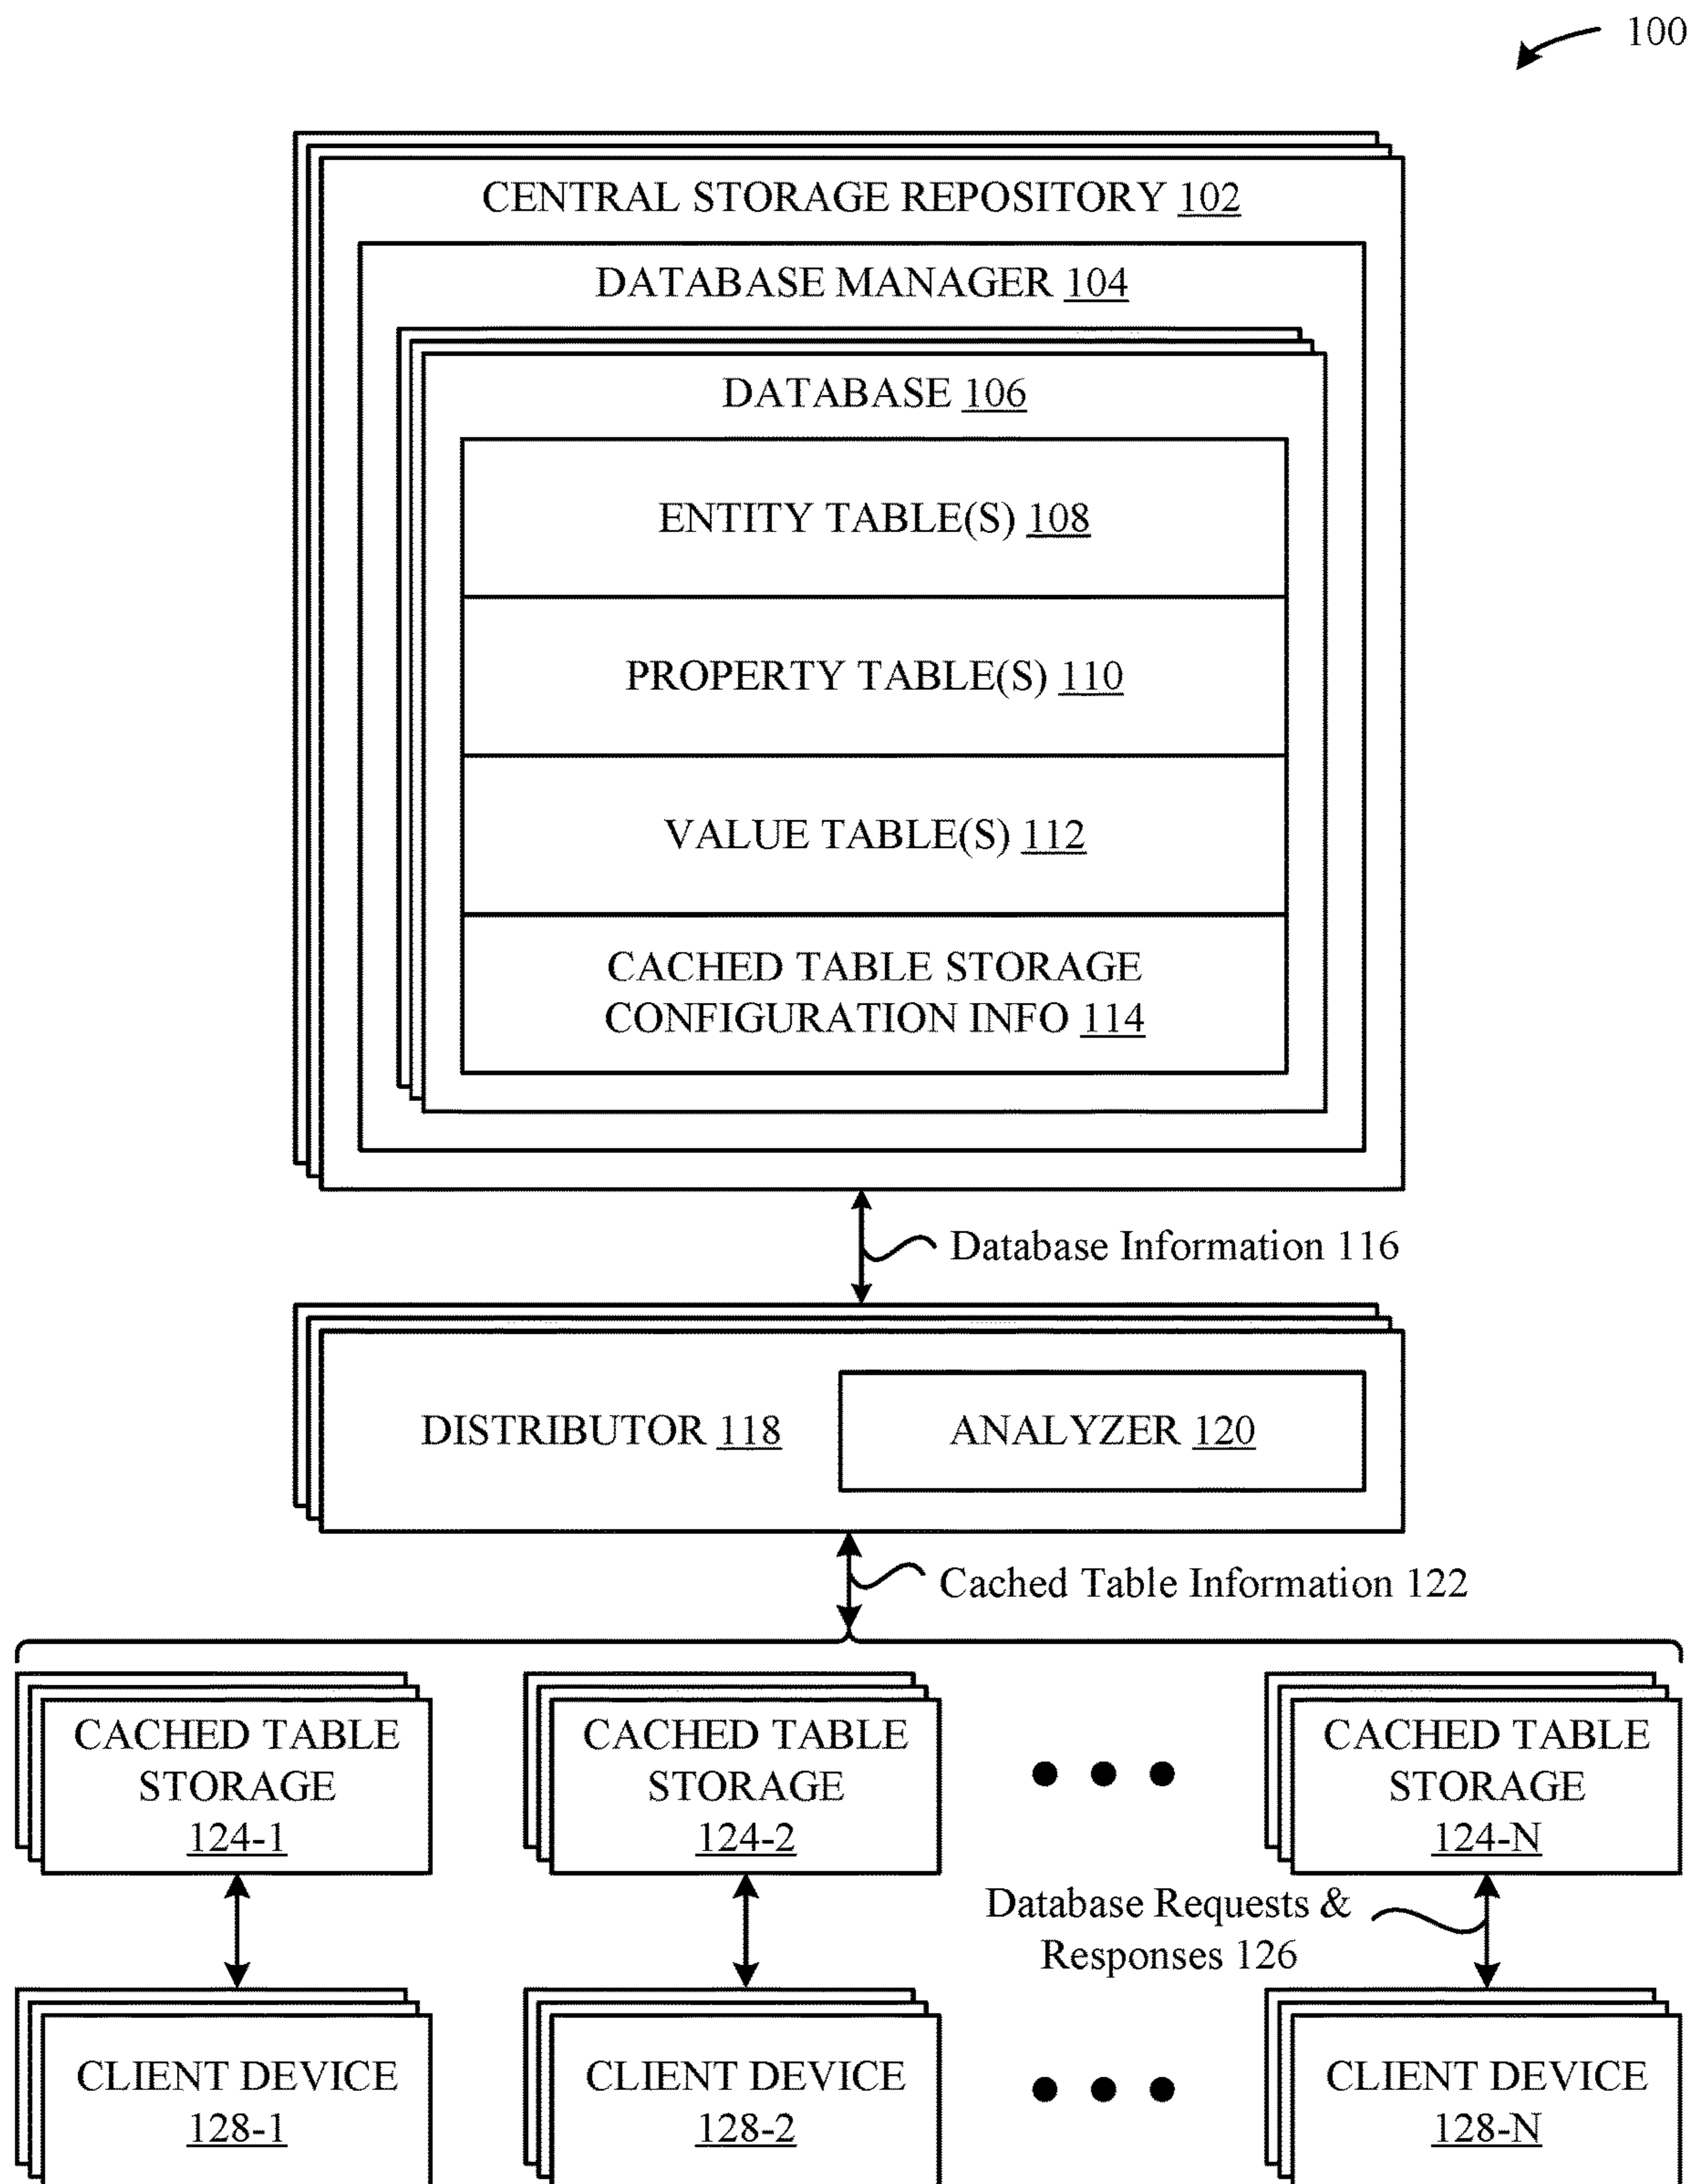 100
CENTRAL STORAGE REPOSITORY 102
DATABASE MANAGER 104
DATABASE 106
ENTITY TABLE(S) 108
PROPERTY TABLE(S) 110
VALUE TABLE(S) 112
CACHED TABLE STORAGE
CONFIGURATION INFO 114
Database Information 116
DISTRIBUTOR 118
ANALYZER 120
Cached Table Information 122
CACHED TABLE
STORAGE
124-1
CACHED TABLE
STORAGE
124-2
CACHED TABLE
STORAGE
124-N
Database Requests &
Responses 126
CLIENT DEVICE
128-1
CLIENT DEVICE
128-2
CLIENT DEVICE
128-N